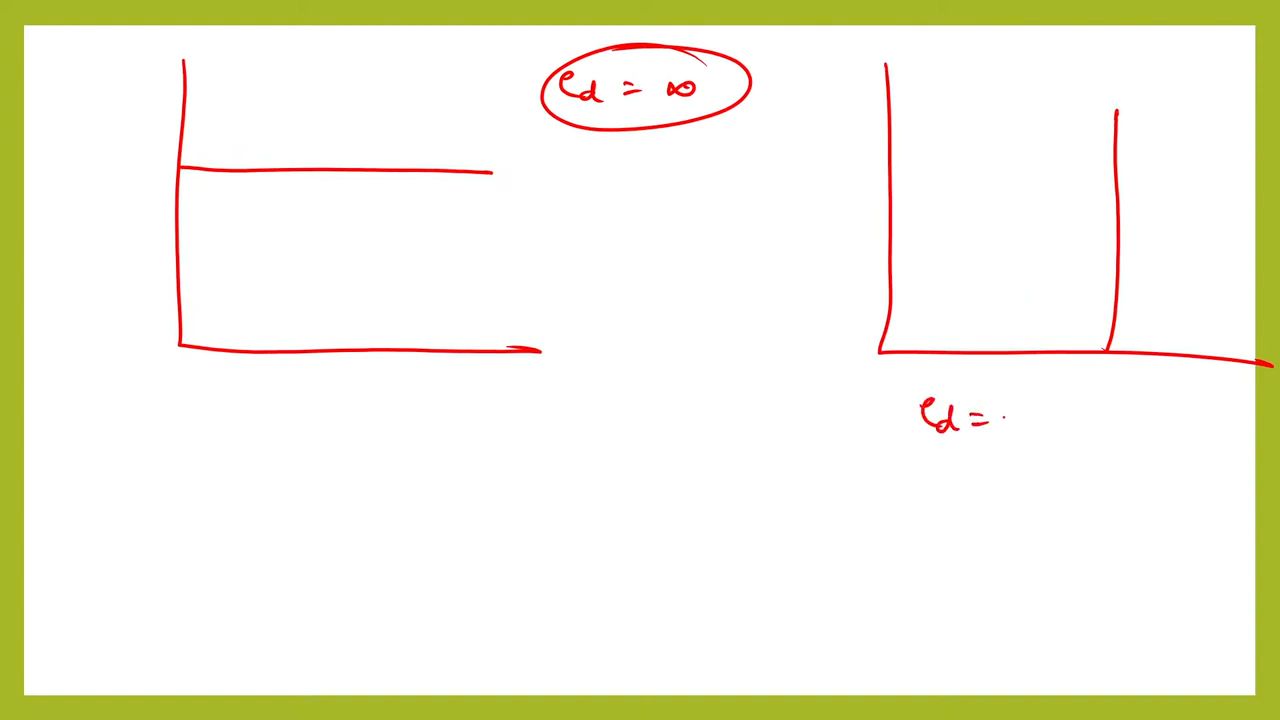 ed = ∞
ed =